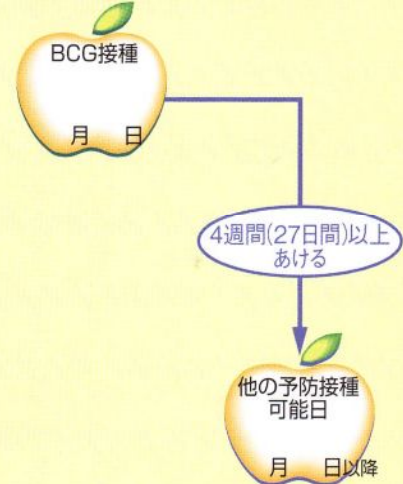 BCG接種
月 日
4週間(27日間)以上
あける
他の予防接種
可能日
月 日以降